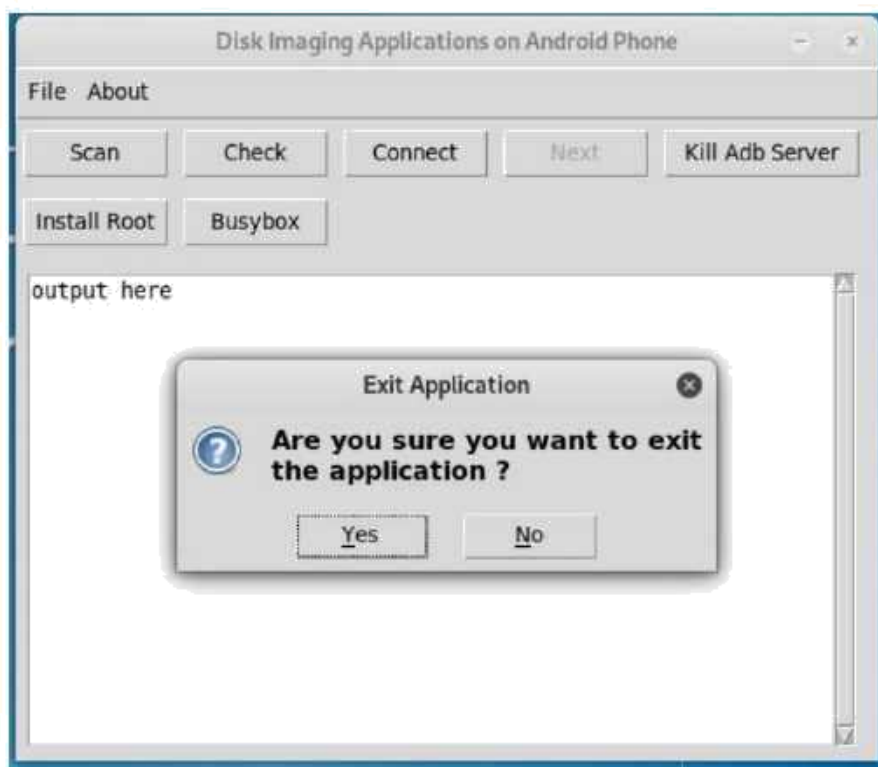 Disk Imaging Applications on Android Phone
File About
Scan Check Connect Next Kill Adb Server
Install Root Busybox
output here
Exit Application
Are you sure you want to exit
the application ?
Yes No